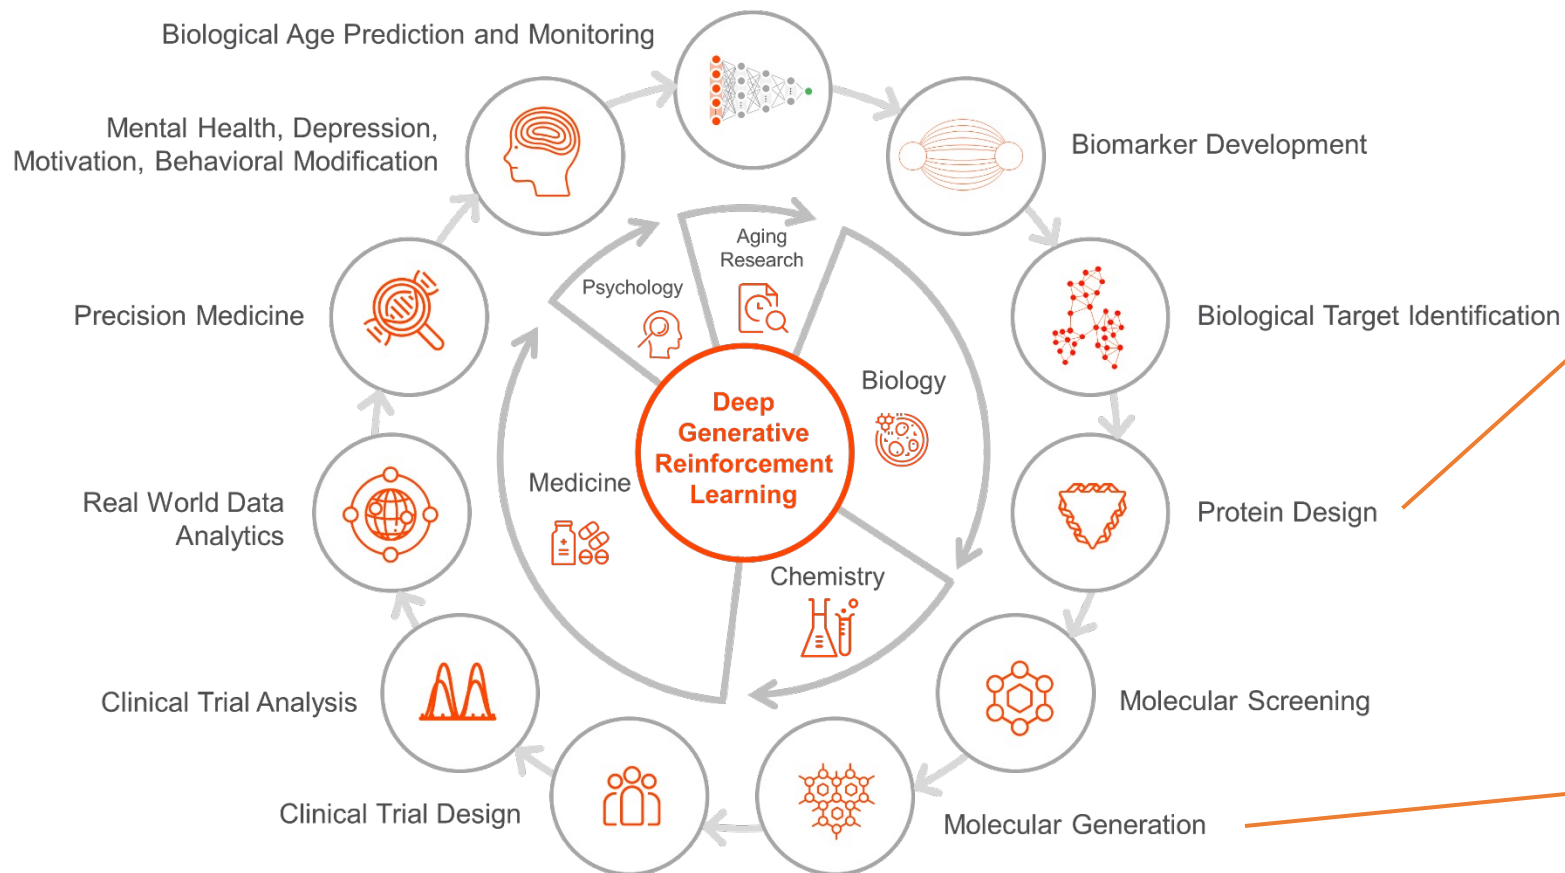 Biological Age Prediction and Monitoring
Biomarker Development
Biological Target Identification
Protein Design
Molecular Screening
Molecular Generation
Clinical Trial Design
Clinical Trial Analysis
Real World Data
Analytics
Precision Medicine
Mental Health, Depression,
Motivation, Behavioral Modification
Aging
Research
Biology
Chemistry
Medicine
Psychology
Deep
Generative
Reinforcement
Learning